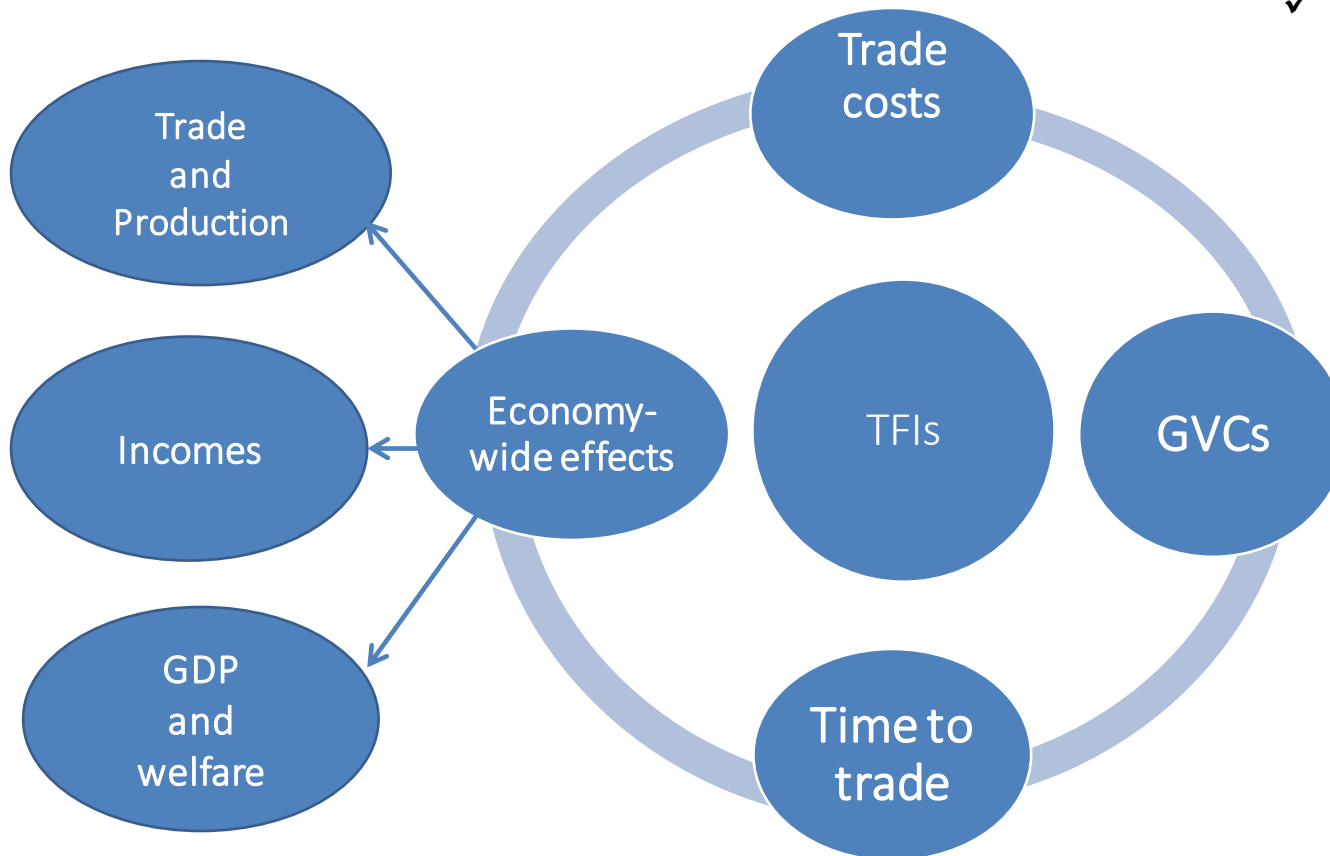 Trade
costs
Trade
and
Production
Economy-
wide effects
TFIs
GVCs
Incomes
GDP
and
welfare
Time to
trade